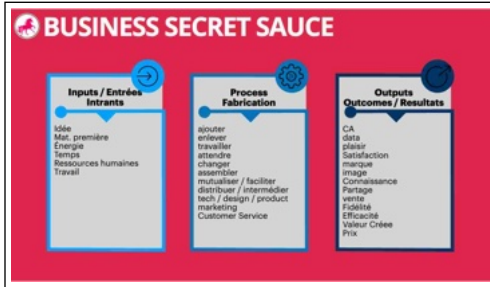 BUSINESS SECRET SAUCE
Inputs / Entrées
Intrants
Idée
Mat. première
Énergie
Temps
Ressources humaines
Travail
Process
Fabrication
ajouter
enlever
travailler
attendre
changer
assembler
mutualiser / faciliter
distribuer / intermédier
tech / design / product
marketing
Customer Service
Outputs
Outcomes / Resultats
CA
data
plaisir
Satisfaction
marque
image
Connaissance
Partage
vente
Fidélité
Efficacité
Valeur Créee
Prix